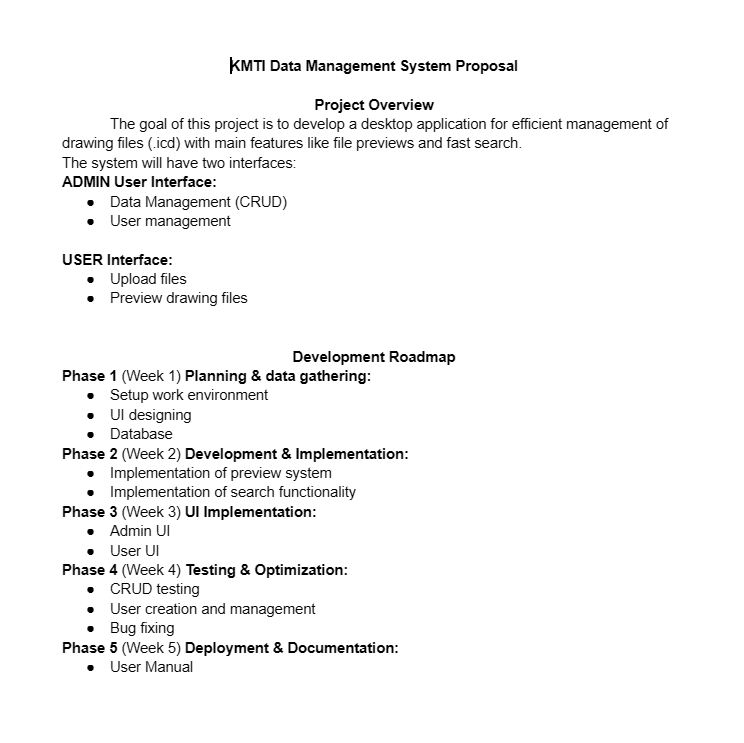 KMTI Data Management System Proposal
Project Overview
The goal of this project is to develop a desktop application for efficient management of
drawing files (.icd) with main features like file previews and fast search.
The system will have two interfaces:
ADMIN User Interface:
● Data Management (CRUD)
● User management
USER Interface:
● Upload files
● Preview drawing files
Development Roadmap
Phase 1 (Week 1) Planning & data gathering:
● Setup work environment
● UI designing
● Database
Phase 2 (Week 2) Development & Implementation:
● Implementation of preview system
● Implementation of search functionality
Phase 3 (Week 3) UI Implementation:
● Admin UI
● User UI
Phase 4 (Week 4) Testing & Optimization:
● CRUD testing
● User creation and management
● Bug fixing
Phase 5 (Week 5) Deployment & Documentation:
● User Manual